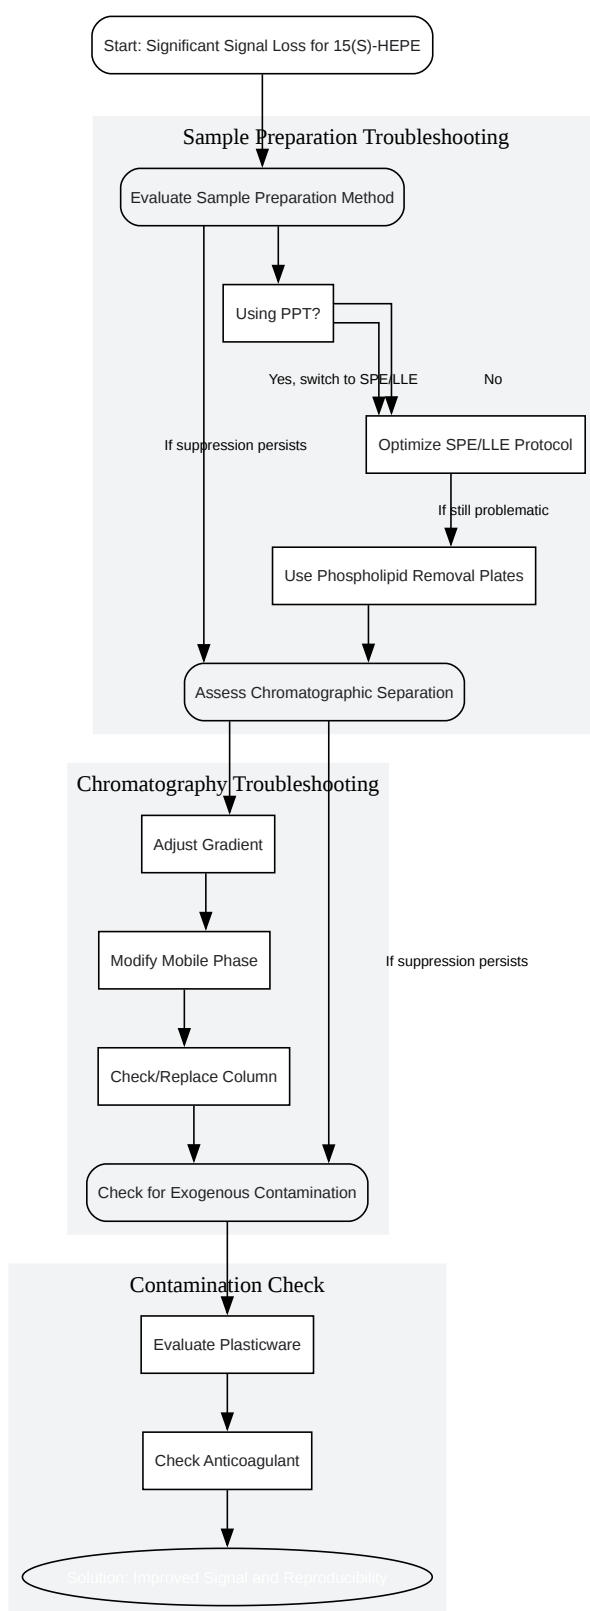 Start: Significant Signal Loss for 15(S)-HEPE
Sample Preparation Troubleshooting
Evaluate Sample Preparation Method
Using PPT?
Yes, switch to SPE/LLE
No
If suppression persists
Optimize SPE/LLE Protocol
If still problematic
Use Phospholipid Removal Plates
Assess Chromatographic Separation
Chromatography Troubleshooting
Adjust Gradient
Modify Mobile Phase
If suppression persists
Check/Replace Column
Check for Exogenous Contamination
Contamination Check
Evaluate Plasticware
Check Anticoagulant
Solution: Improved Signal and Reproducibility